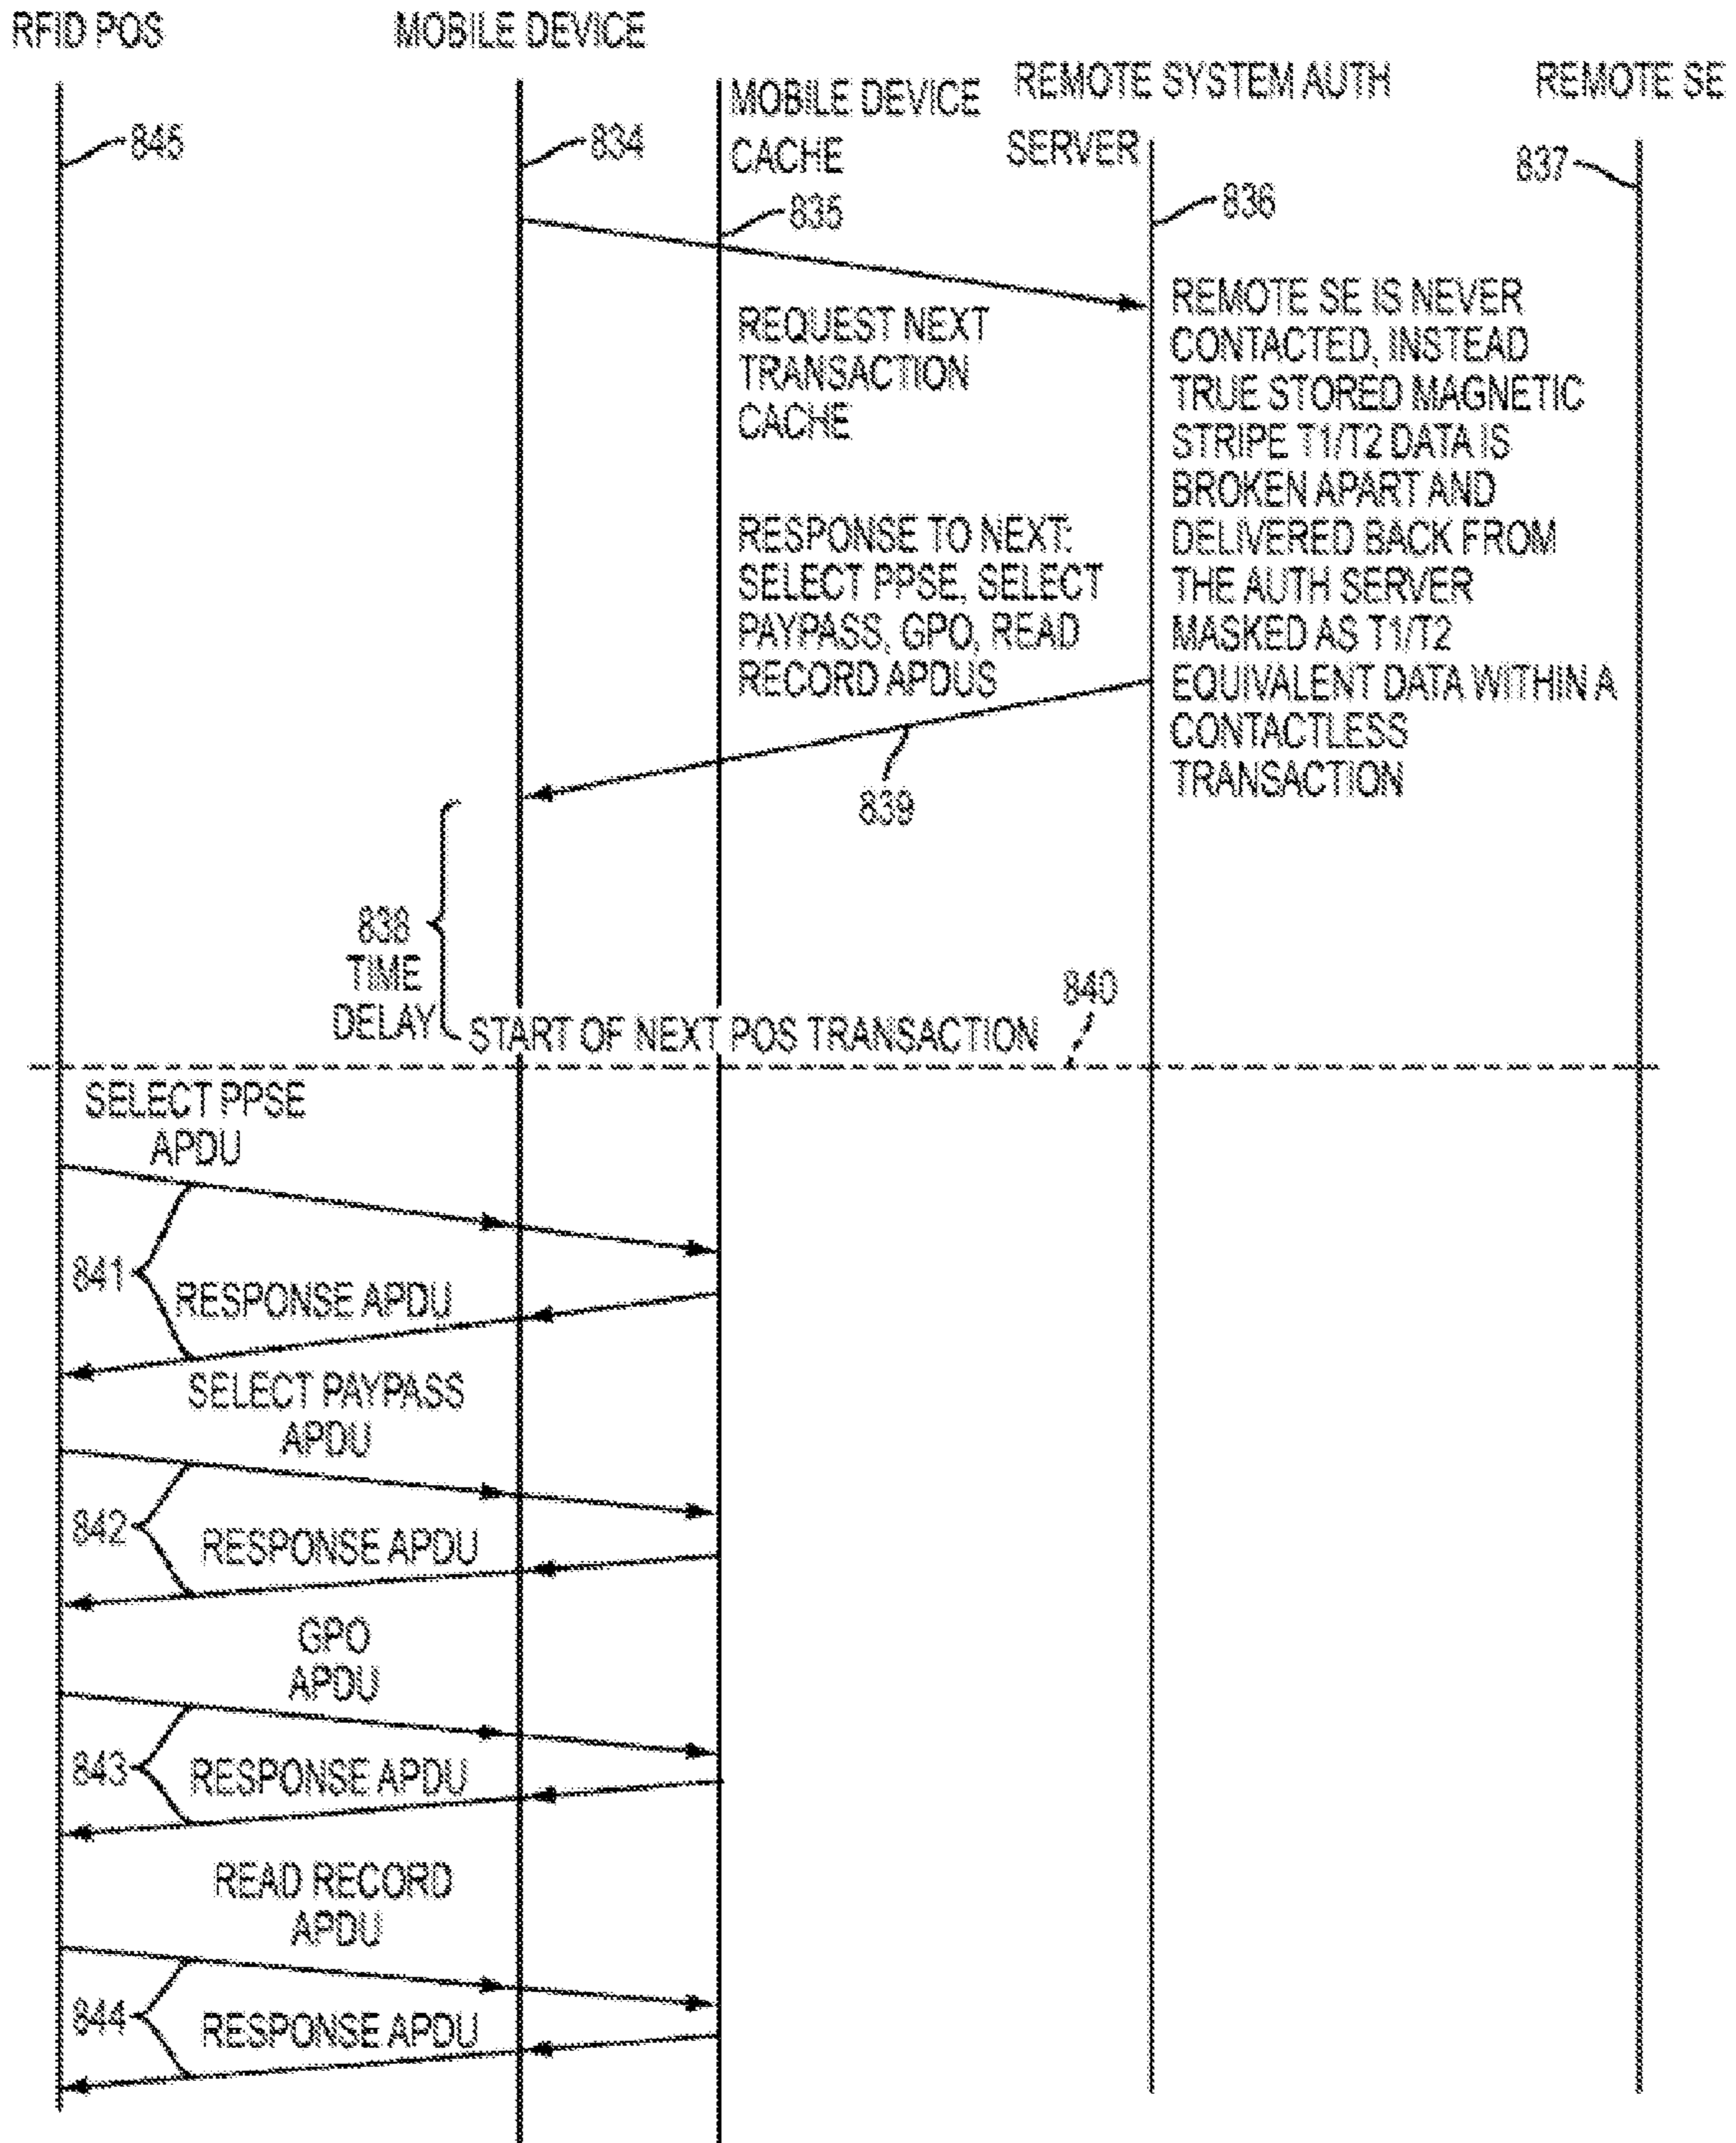 RFID POS
MOBILE DEVICE
MOBILE DEVICE
CACHE
REMOTE SYSTEM AUTH
SERVER
REMOTE SE
845
834
835
836
837
REQUEST NEXT
TRANSACTION
CACHE
RESPONSE TO NEXT:
SELECT PPSE, SELECT
PAYPASS, GPO, READ
RECORD APDUS
REMOTE SE IS NEVER
CONTACTED, INSTEAD
TRUE STORED MAGNETIC
STRIPE T1/T2 DATA IS
BROKEN APART AND
DELIVERED BACK FROM
THE AUTH SERVER
MASKED AS T1/T2
EQUIVALENT DATA WITHIN A
CONTACTLESS
TRANSACTION
839
838
TIME
DELAY
840
START OF NEXT POS TRANSACTION
SELECT PPSE
APDU
841
RESPONSE APDU
SELECT PAYPASS
APDU
842
RESPONSE APDU
GPO
APDU
843
RESPONSE APDU
READ RECORD
APDU
844
RESPONSE APDU